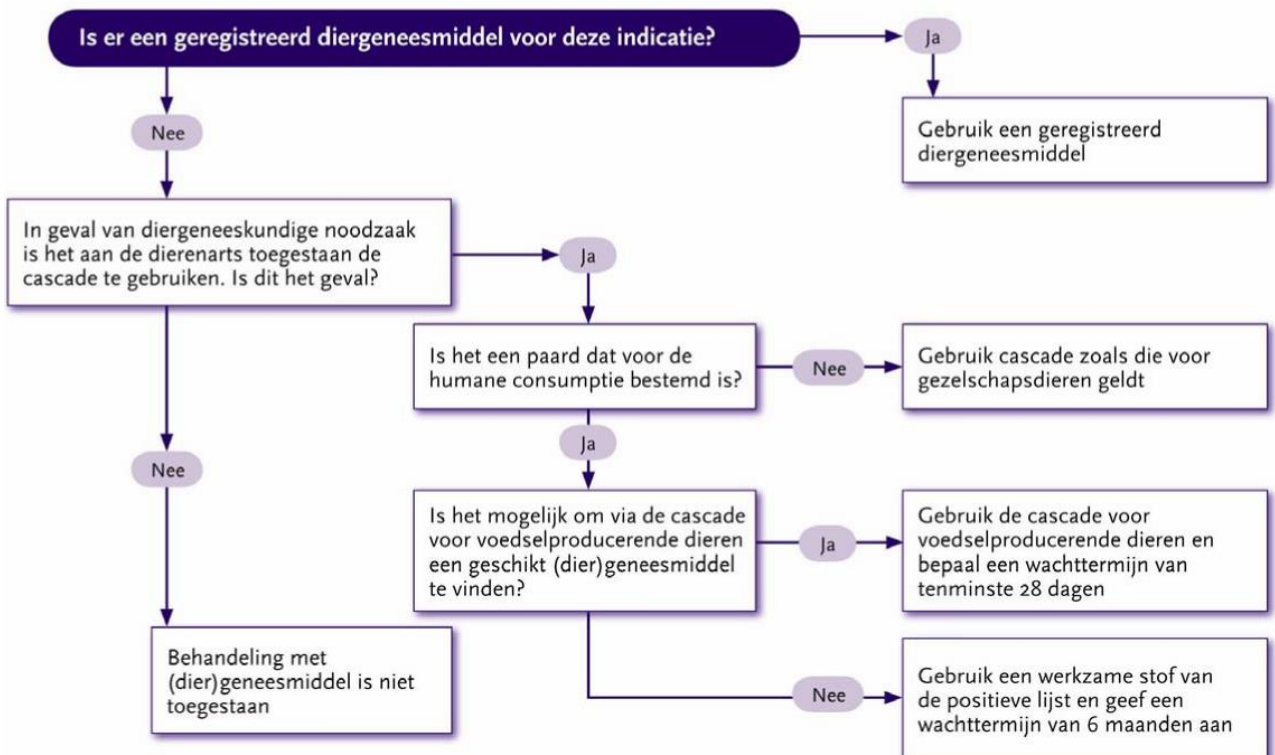 Is er een geregistreerd diergeneesmiddel voor deze indicatie?
Ja
Gebruik een geregistreerd
diergeneesmiddel
Nee
In geval van diergeneeskundige noodzaak
is het aan de dierenarts toegestaan de
cascade te gebruiken. Is dit het geval?
Ja
Is het een paard dat voor de
humane consumptie bestemd is?
Nee
Gebruik cascade zoals die voor
gezelschapsdieren geldt
Ja
Nee
Is het mogelijk om via de cascade
voor voedselproducerende dieren
een geschikt (dier)geneesmiddel
te vinden?
Ja
Gebruik de cascade voor
voedselproducerende dieren en
bepaal een wachttermijn van
tenminste 28 dagen
Behandeling met
(dier)geneesmiddel is niet
toegestaan
Nee
Gebruik een werkzame stof van
de positieve lijst en geef een
wachttermijn van 6 maanden aan